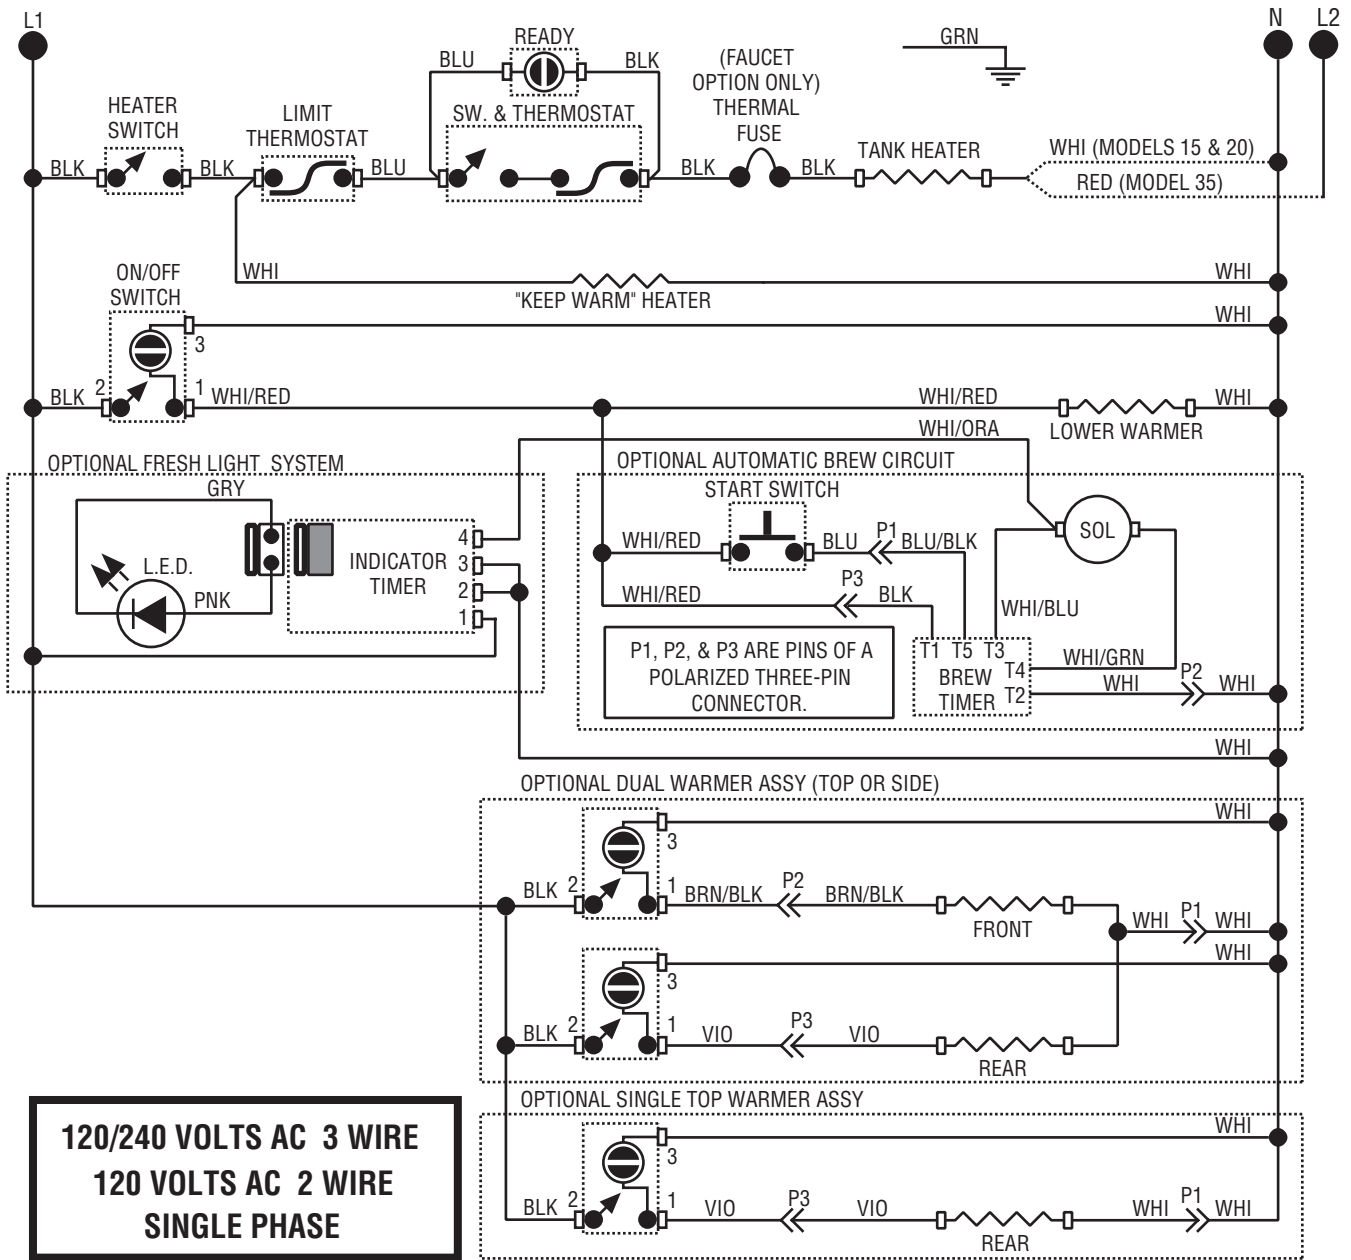 L1
N
L2
READY
GRN
BLU
BLK
(FAUCET
OPTION ONLY)
THERMAL
FUSE
HEATER
SWITCH
LIMIT
THERMOSTAT
SW. & THERMOSTAT
TANK HEATER
WHI (MODELS 15 & 20)
BLK
BLK
BLU
BLK
BLK
RED (MODEL 35)
ON/OFF
SWITCH
WHI
WHI
"KEEP WARM" HEATER
WHI
3
BLK
2
1
WHI/RED
WHI/RED
WHI
WHI/ORA
LOWER WARMER
OPTIONAL FRESH LIGHT SYSTEM
OPTIONAL AUTOMATIC BREW CIRCUIT
GRY
START SWITCH
L.E.D.
PNK
INDICATOR
TIMER
4
3
2
1
WHI/RED
BLU
P1
BLU/BLK
SOL
WHI/RED
P3
BLK
WHI/BLU
P1, P2, & P3 ARE PINS OF A
POLARIZED THREE-PIN
CONNECTOR.
T1 T5 T3
T4
BREW
TIMER
T2
WHI/GRN
WHI
P2
WHI
WHI
OPTIONAL DUAL WARMER ASSY (TOP OR SIDE)
WHI
3
BLK
2
1
BRN/BLK
P2
BRN/BLK
FRONT
WHI
P1
WHI
WHI
3
BLK
2
1
VIO
P3
VIO
REAR
OPTIONAL SINGLE TOP WARMER ASSY
WHI
3
BLK
2
1
VIO
P3
VIO
REAR
WHI
P1
WHI
120/240 VOLTS AC 3 WIRE
120 VOLTS AC 2 WIRE
SINGLE PHASE